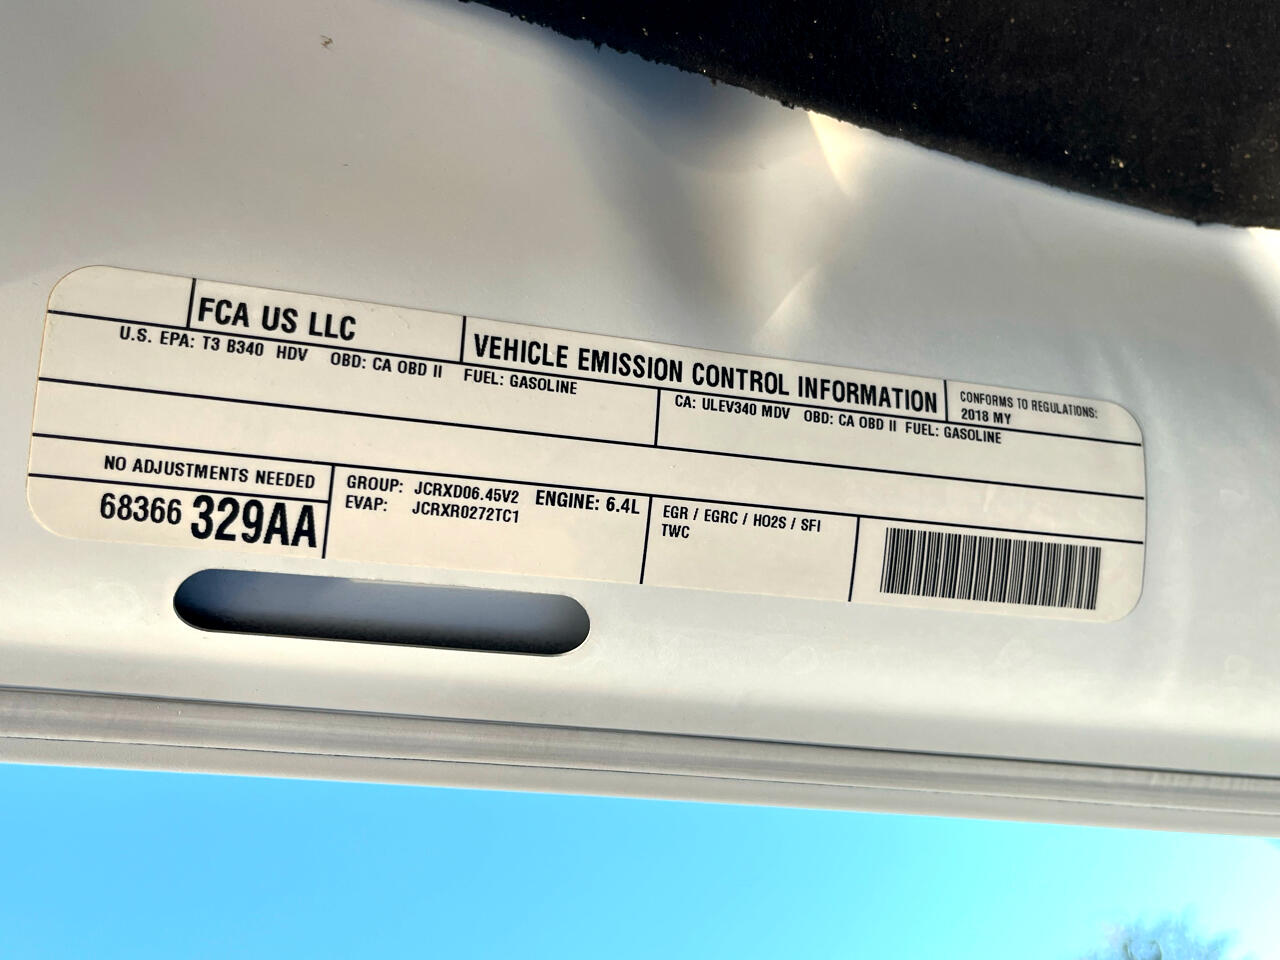 FCA US LLC
VEHICLE EMISSION CONTROL INFORMATION
CONFORMS TO REGULATIONS:
2018 MY
U.S. EPA: T3 B340 HDV OBD: CA OBD II FUEL: GASOLINE
CA: ULEV340 MDV OBD: CA OBD II FUEL: GASOLINE
NO ADJUSTMENTS NEEDED
68366 329AA
GROUP: JCRXD06.45V2 ENGINE: 6.4L
EVAP: JCRXR0272TC1
EGR / EGRC / HO2S / SFI
TWC